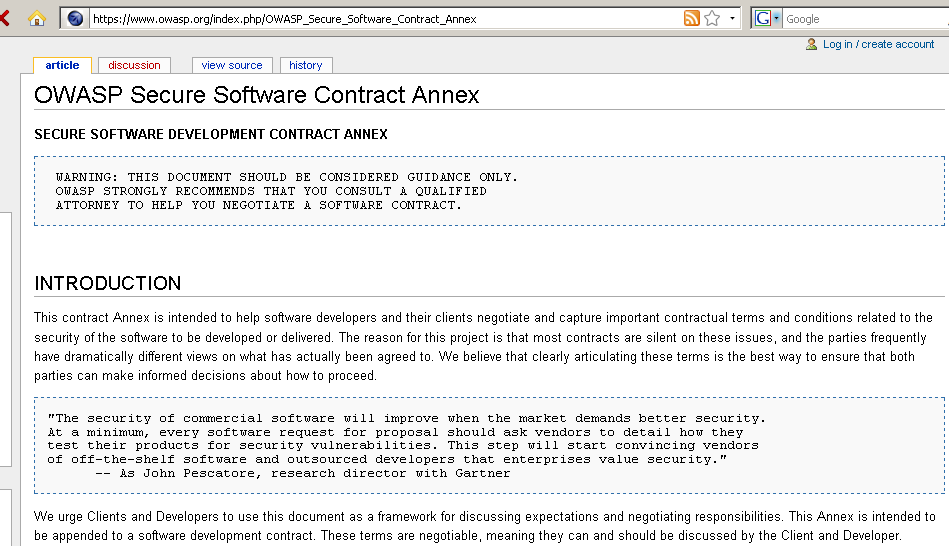 https://www.owasp.org/index.php/OWASP_Secure_Software_Contract_Annex
G
Google
Log in / create account
article
discussion
view source
history
OWASP Secure Software Contract Annex
SECURE SOFTWARE DEVELOPMENT CONTRACT ANNEX
WARNING: THIS DOCUMENT SHOULD BE CONSIDERED GUIDANCE ONLY.
OWASP STRONGLY RECOMMENDS THAT YOU CONSULT A QUALIFIED
ATTORNEY TO HELP YOU NEGOTIATE A SOFTWARE CONTRACT.
INTRODUCTION
This contract Annex is intended to help software developers and their clients negotiate and capture important contractual terms and conditions related to the
security of the software to be developed or delivered. The reason for this project is that most contracts are silent on these issues, and the parties frequently
have dramatically different views on what has actually been agreed to. We believe that clearly articulating these terms is the best way to ensure that both
parties can make informed decisions about how to proceed.
"The security of commercial software will improve when the market demands better security.
At a minimum, every software request for proposal should ask vendors to detail how they
test their products for security vulnerabilities. This step will start convincing vendors
of off-the-shelf software and outsourced developers that enterprises value security."
-- As John Pescatore, research director with Gartner
We urge Clients and Developers to use this document as a framework for discussing expectations and negotiating responsibilities. This Annex is intended to
be appended to a software development contract. These terms are negotiable, meaning they can and should be discussed by the Client and Developer.